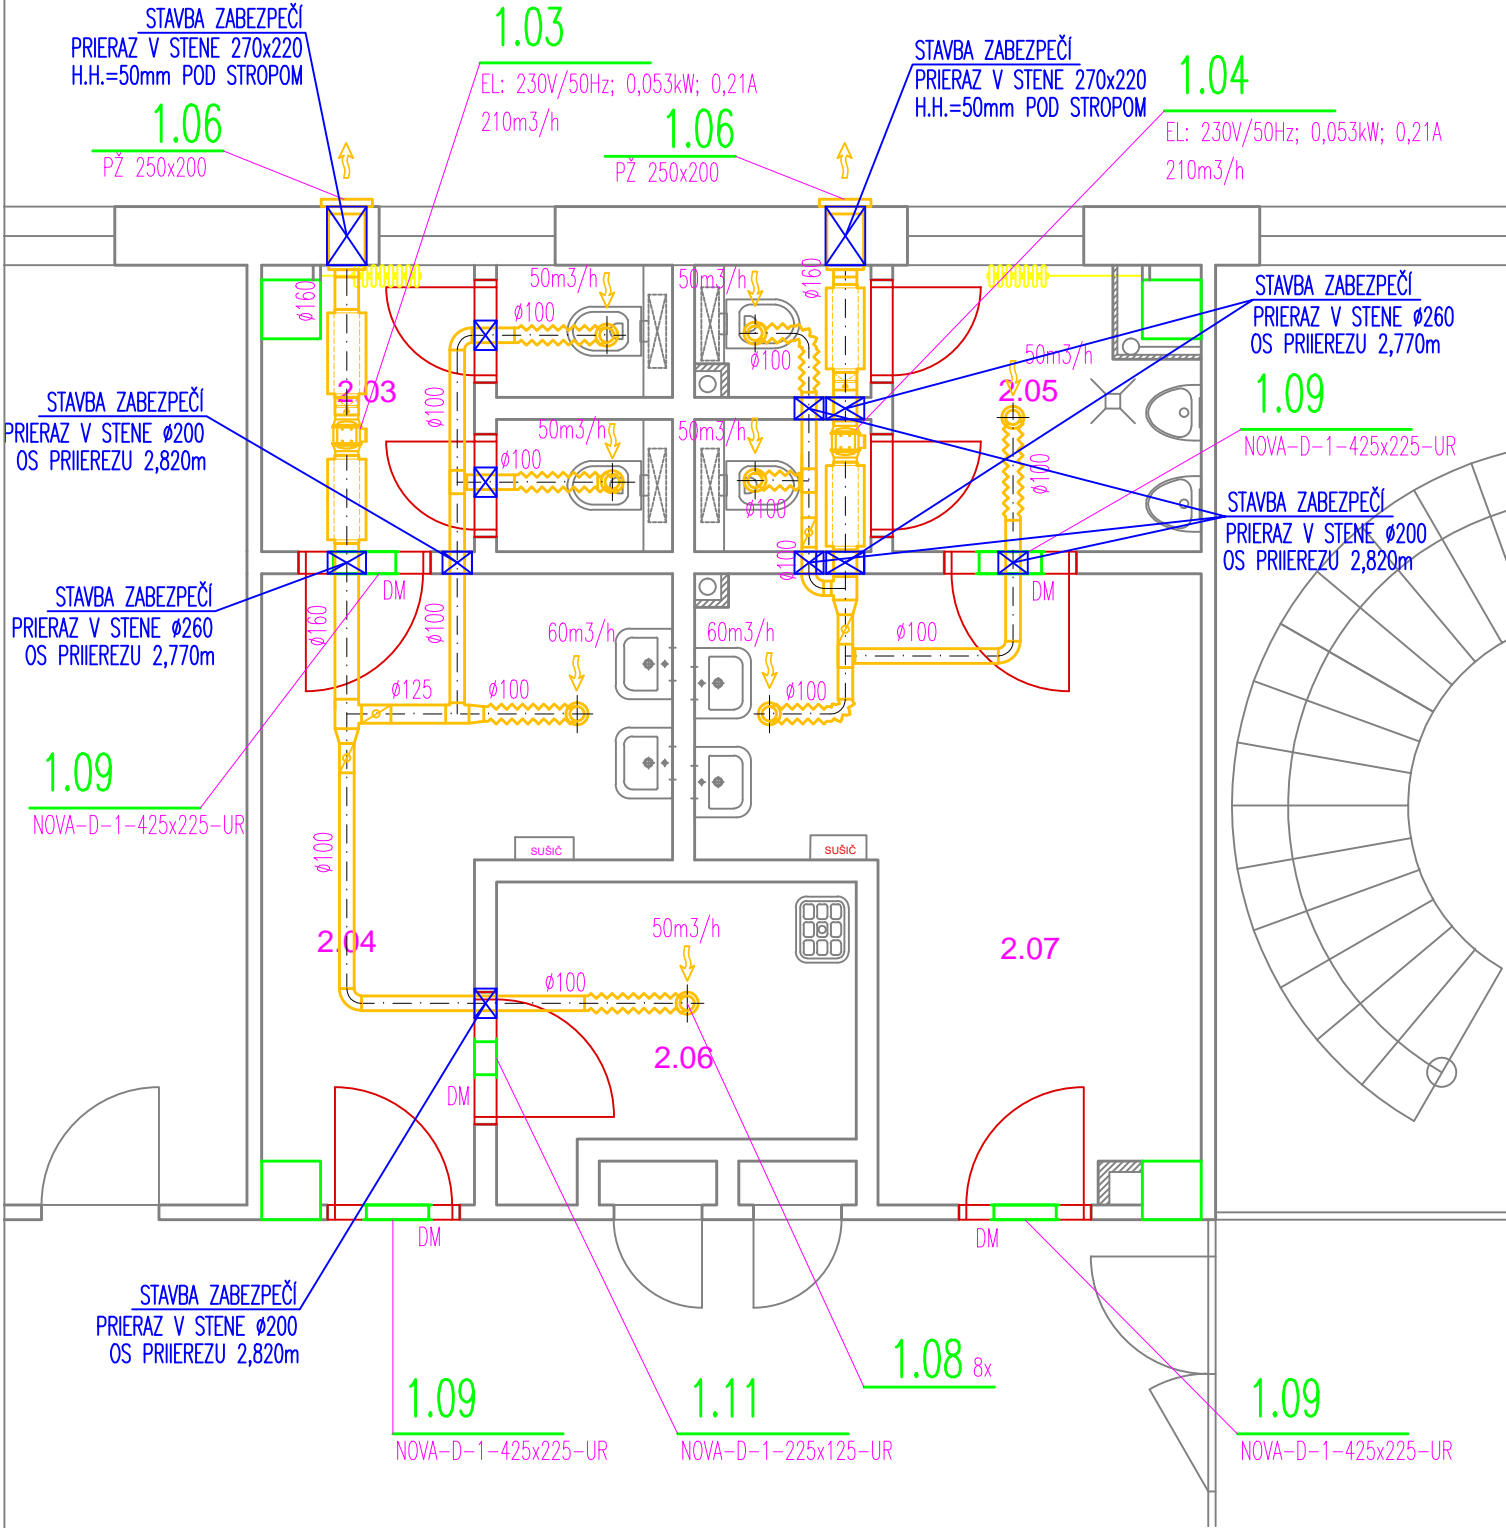 STAVBA ZABEZPEČÍ
PRIERAZ V STENE 270x220
H.H.=50mm POD STROPOM
1.03
EL: 230V/50Hz; 0,053kW; 0,21A
210m3/h
STAVBA ZABEZPEČÍ
PRIERAZ V STENE 270x220
H.H.=50mm POD STROPOM
1.04
EL: 230V/50Hz; 0,053kW; 0,21A
210m3/h
1.06
PŽ 250x200
1.06
PŽ 250x200
ø160
50m3/h
ø100
50m3/h
ø160
ø100
50m3/h
STAVBA ZABEZPEČÍ
PRIERAZ V STENE ø260
OS PRIIEREZU 2,770m
2.03
ø100
2.05
1.09
NOVA-D-1-425x225-UR
STAVBA ZABEZPEČÍ
PRIERAZ V STENE ø200
OS PRIIEREZU 2,820m
50m3/h
ø100
50m3/h
ø100
ø100
STAVBA ZABEZPEČÍ
PRIERAZ V STENE ø200
OS PRIIEREZU 2,820m
ø100
DM
DM
STAVBA ZABEZPEČÍ
PRIERAZ V STENE ø260
OS PRIIEREZU 2,770m
ø160
ø100
60m3/h
60m3/h
ø100
ø125
ø100
ø100
1.09
NOVA-D-1-425x225-UR
ø100
SUŠIČ
SUŠIČ
2.04
50m3/h
2.07
ø100
2.06
DM
DM
DM
STAVBA ZABEZPEČÍ
PRIERAZ V STENE ø200
OS PRIIEREZU 2,820m
1.08 8x
1.09
NOVA-D-1-425x225-UR
1.11
NOVA-D-1-225x125-UR
1.09
NOVA-D-1-425x225-UR